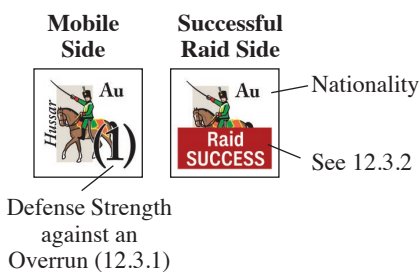 Mobile
Side
Successful
Raid Side
Hussar
Au
(1)
Au
Raid
SUCCESS
Nationality
See 12.3.2
Defense Strength
against an
Overrun (12.3.1)